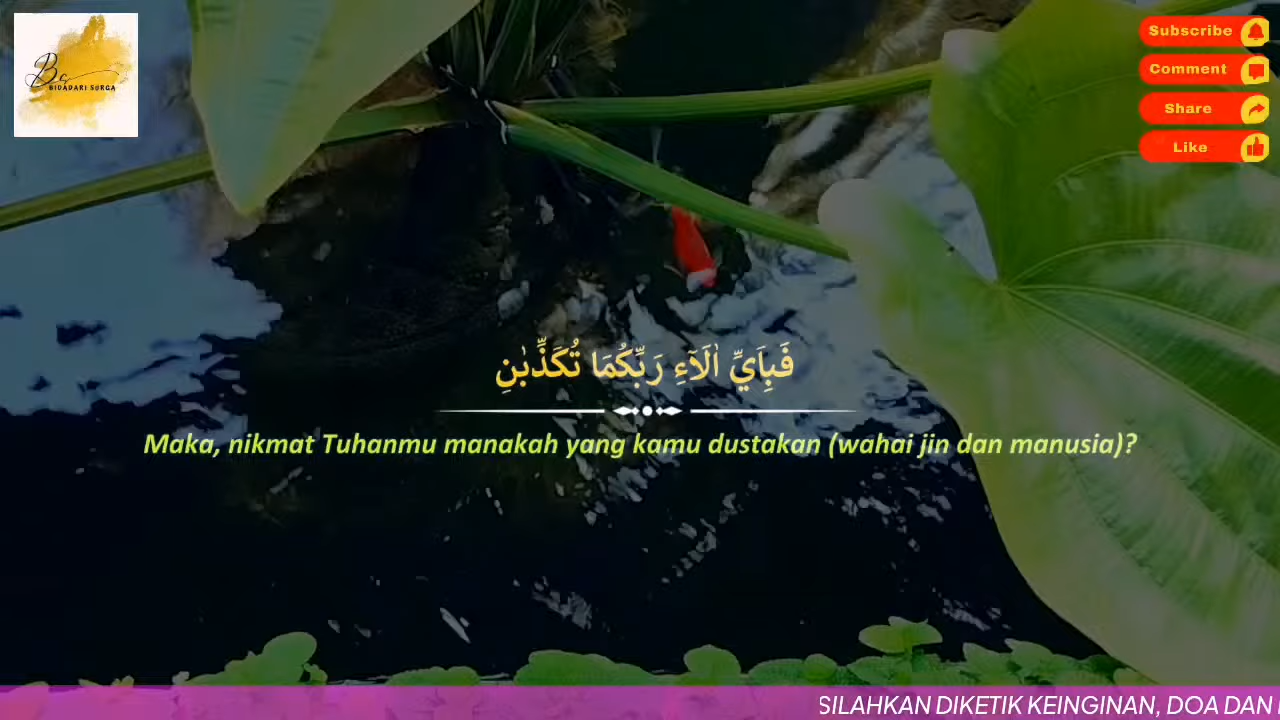 Bs
BIDADARI SURGA
Subscribe
Comment
Share
Like
فَبِاَيِّ اٰلَاۤءِ رَبِّكُمَا تُكَذِّبٰنِ
Maka, nikmat Tuhanmu manakah yang kamu dustakan (wahai jin dan manusia)?
SILAHKAN DIKETIK KEINGINAN, DOA DAN